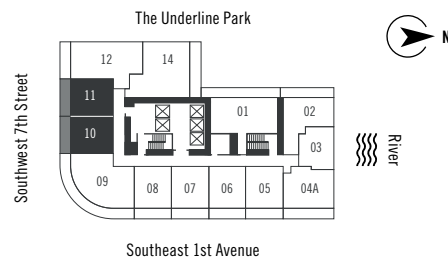 The Underline Park
N
12
14
11
01
02
10
03
River
Southwest 7th Street
09
08
07
06
05
04A
Southeast 1st Avenue